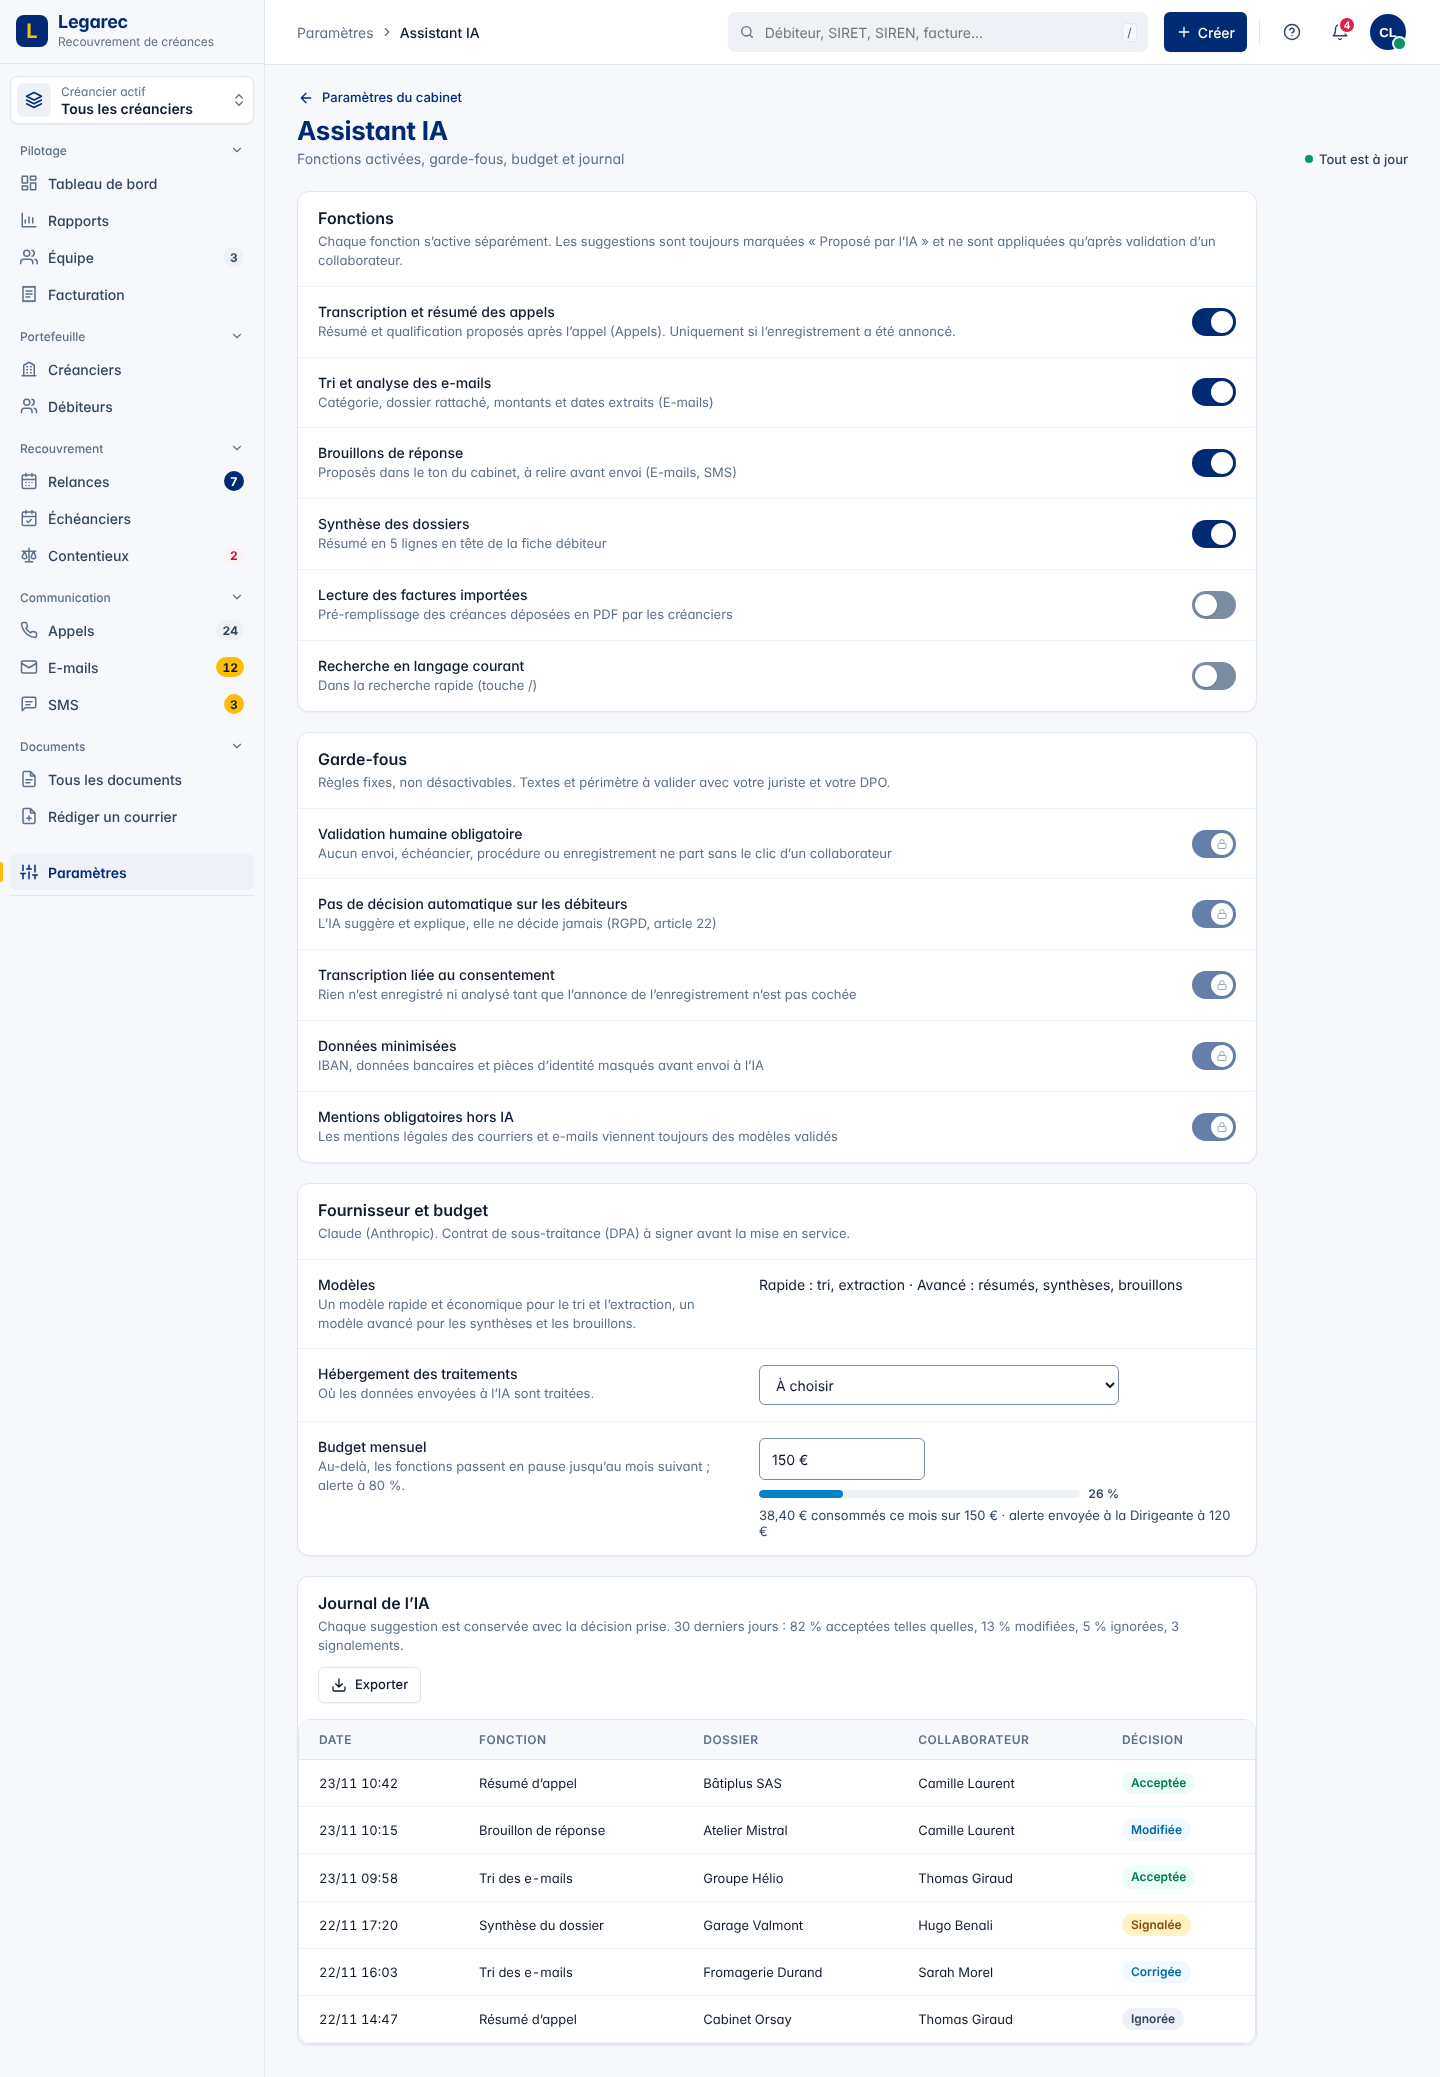 Legarec
Recouvrement de créances
Créancier actif
Tous les créanciers
Pilotage
Tableau de bord
Rapports
Équipe 3
Facturation
Portefeuille
Créanciers
Débiteurs
Recouvrement
Relances 7
Échéanciers
Contentieux 2
Communication
Appels 24
E-mails 12
SMS 3
Documents
Tous les documents
Rédiger un courrier
Paramètres
Paramètres > Assistant IA
Débiteur, SIRET, SIREN, facture... /
+ Créer
4
CL
← Paramètres du cabinet
Assistant IA
Fonctions activées, garde-fous, budget et journal
Tout est à jour
Fonctions
Chaque fonction s’active séparément. Les suggestions sont toujours marquées « Proposé par l’IA » et ne sont appliquées qu’après validation d’un
collaborateur.
Transcription et résumé des appels
Résumé et qualification proposés après l’appel (Appels). Uniquement si l’enregistrement a été annoncé.
Tri et analyse des e-mails
Catégorie, dossier rattaché, montants et dates extraits (E-mails)
Brouillons de réponse
Proposés dans le ton du cabinet, à relire avant envoi (E-mails, SMS)
Synthèse des dossiers
Résumé en 5 lignes en tête de la fiche débiteur
Lecture des factures importées
Pré-remplissage des créances déposées en PDF par les créanciers
Recherche en langage courant
Dans la recherche rapide (touche /)
Garde-fous
Règles fixes, non désactivables. Textes et périmètre à valider avec votre juriste et votre DPO.
Validation humaine obligatoire
Aucun envoi, échéancier, procédure ou enregistrement ne part sans le clic d’un collaborateur
Pas de décision automatique sur les débiteurs
L’IA suggère et explique, elle ne décide jamais (RGPD, article 22)
Transcription liée au consentement
Rien n’est enregistré ni analysé tant que l’annonce de l’enregistrement n’est pas cochée
Données minimisées
IBAN, données bancaires et pièces d’identité masqués avant envoi à l’IA
Mentions obligatoires hors IA
Les mentions légales des courriers et e-mails viennent toujours des modèles validés
Fournisseur et budget
Claude (Anthropic). Contrat de sous-traitance (DPA) à signer avant la mise en service.
Modèles
Un modèle rapide et économique pour le tri et l’extraction, un
modèle avancé pour les synthèses et les brouillons.
Rapide : tri, extraction · Avancé : résumés, synthèses, brouillons
Hébergement des traitements
Où les données envoyées à l’IA sont traitées.
À choisir
Budget mensuel
Au-delà, les fonctions passent en pause jusqu’au mois suivant ;
alerte à 80 %.
150 €
26 %
38,40 € consommés ce mois sur 150 € · alerte envoyée à la Dirigeante à 120
€
Journal de l’IA
Chaque suggestion est conservée avec la décision prise. 30 derniers jours : 82 % acceptées telles quelles, 13 % modifiées, 5 % ignorées, 3
signalements.
Exporter
DATE FONCTION DOSSIER COLLABORATEUR DÉCISION
23/11 10:42 Résumé d’appel Bâtiplus SAS Camille Laurent Acceptée
23/11 10:15 Brouillon de réponse Atelier Mistral Camille Laurent Modifiée
23/11 09:58 Tri des e-mails Groupe Hélio Thomas Giraud Acceptée
22/11 17:20 Synthèse du dossier Garage Valmont Hugo Benali Signalée
22/11 16:03 Tri des e-mails Fromagerie Durand Sarah Morel Corrigée
22/11 14:47 Résumé d’appel Cabinet Orsay Thomas Giraud Ignorée